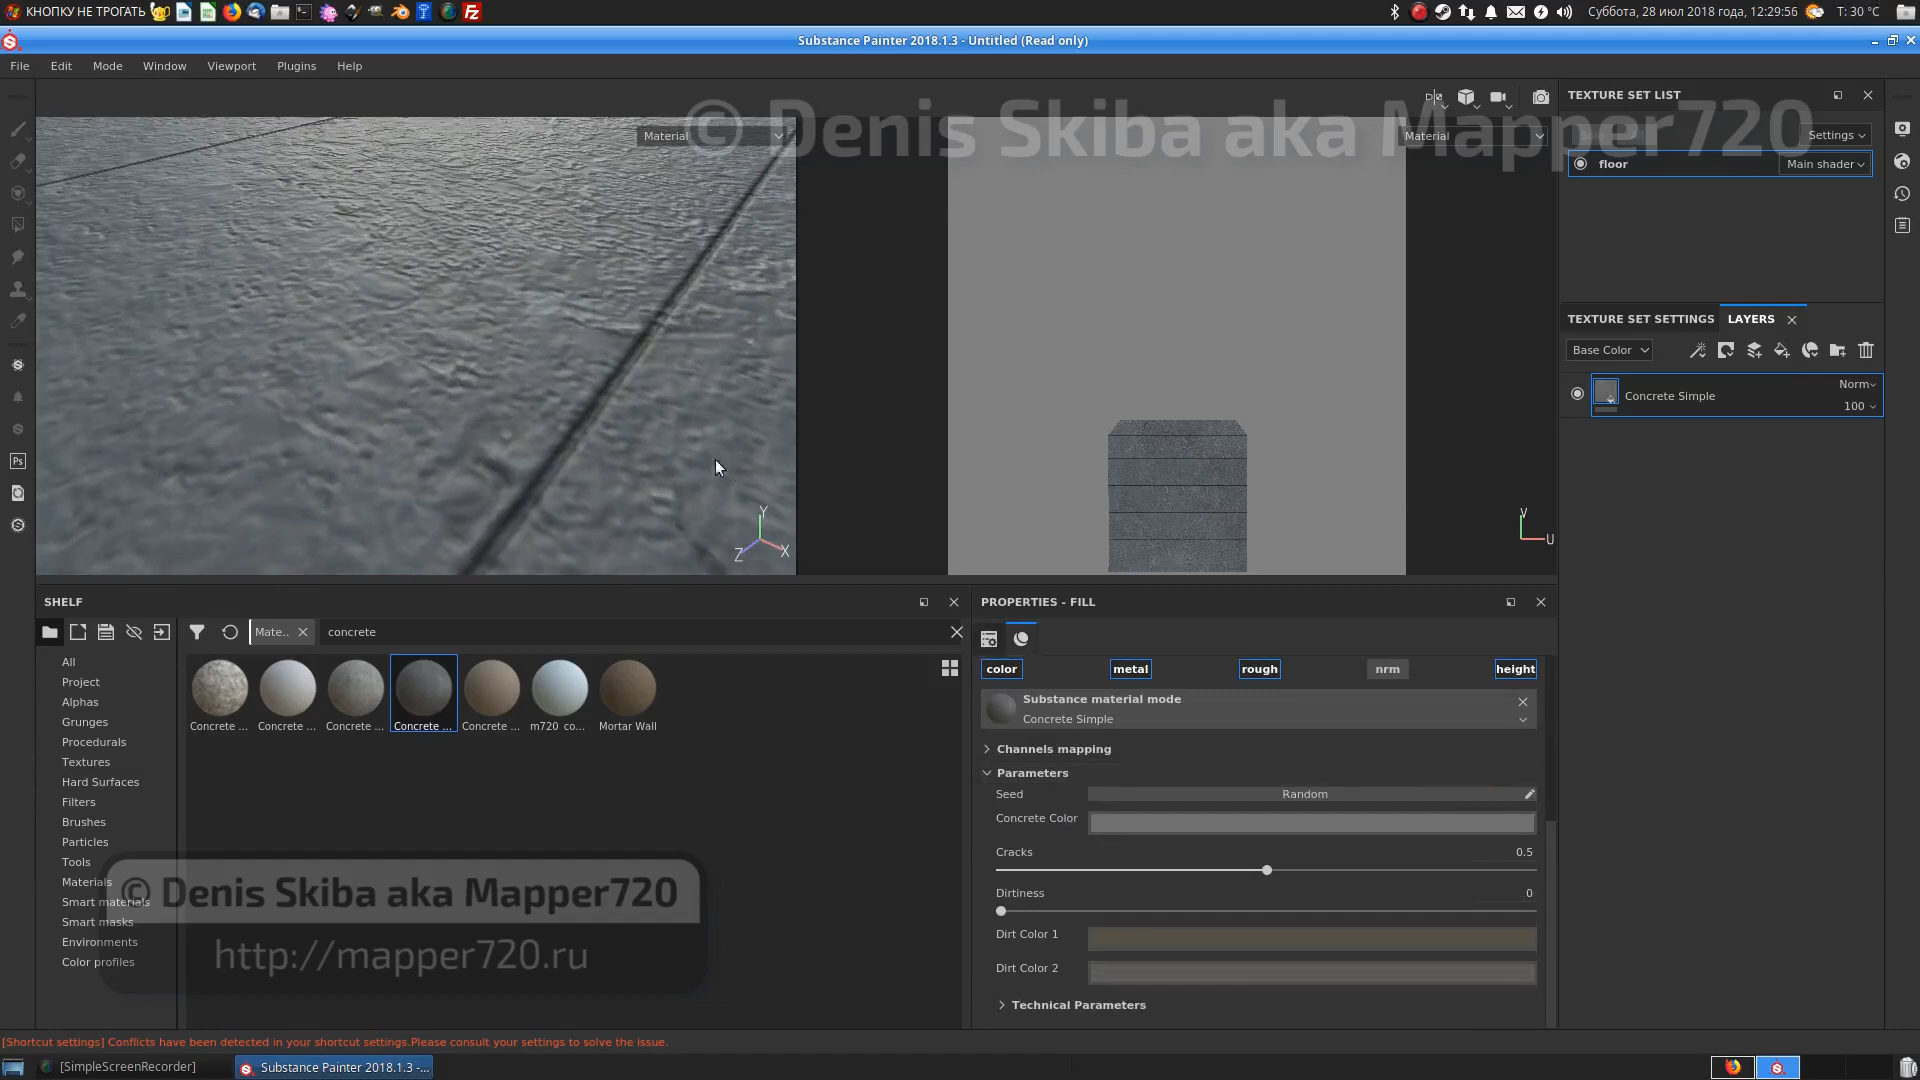 КНОПКУ НЕ ТРОГАТЬ
Суббота, 28 июл 2018 года, 12:29:56
T: 30 °C
Substance Painter 2018.1.3 - Untitled (Read only)
File Edit Mode Window Viewport Plugins Help
© Denis Skiba aka Mapper720
Material
Material
TEXTURE SET LIST
Settings
floor
Main shader
TEXTURE SET SETTINGS
LAYERS
Base Color
Norm
Concrete Simple
100
Ps
Y
Z
X
V
U
SHELF
Mate..
concrete
All
Project
Alphas
Grunges
Procedurals
Textures
Hard Surfaces
Filters
Brushes
Particles
Tools
Materials
Smart materials
Smart masks
Environments
Color profiles
Concrete ...
Concrete ...
Concrete ...
Concrete ...
Concrete ...
m720_co...
Mortar Wall
© Denis Skiba aka Mapper720
http://mapper720.ru
PROPERTIES - FILL
color metal rough nrm height
Substance material mode
Concrete Simple
Channels mapping
Parameters
Seed
Random
Concrete Color
Cracks
0.5
Dirtiness
0
Dirt Color 1
Dirt Color 2
Technical Parameters
[Shortcut settings] Conflicts have been detected in your shortcut settings.Please consult your settings to solve the issue.
[SimpleScreenRecorder]
Substance Painter 2018.1.3 -...